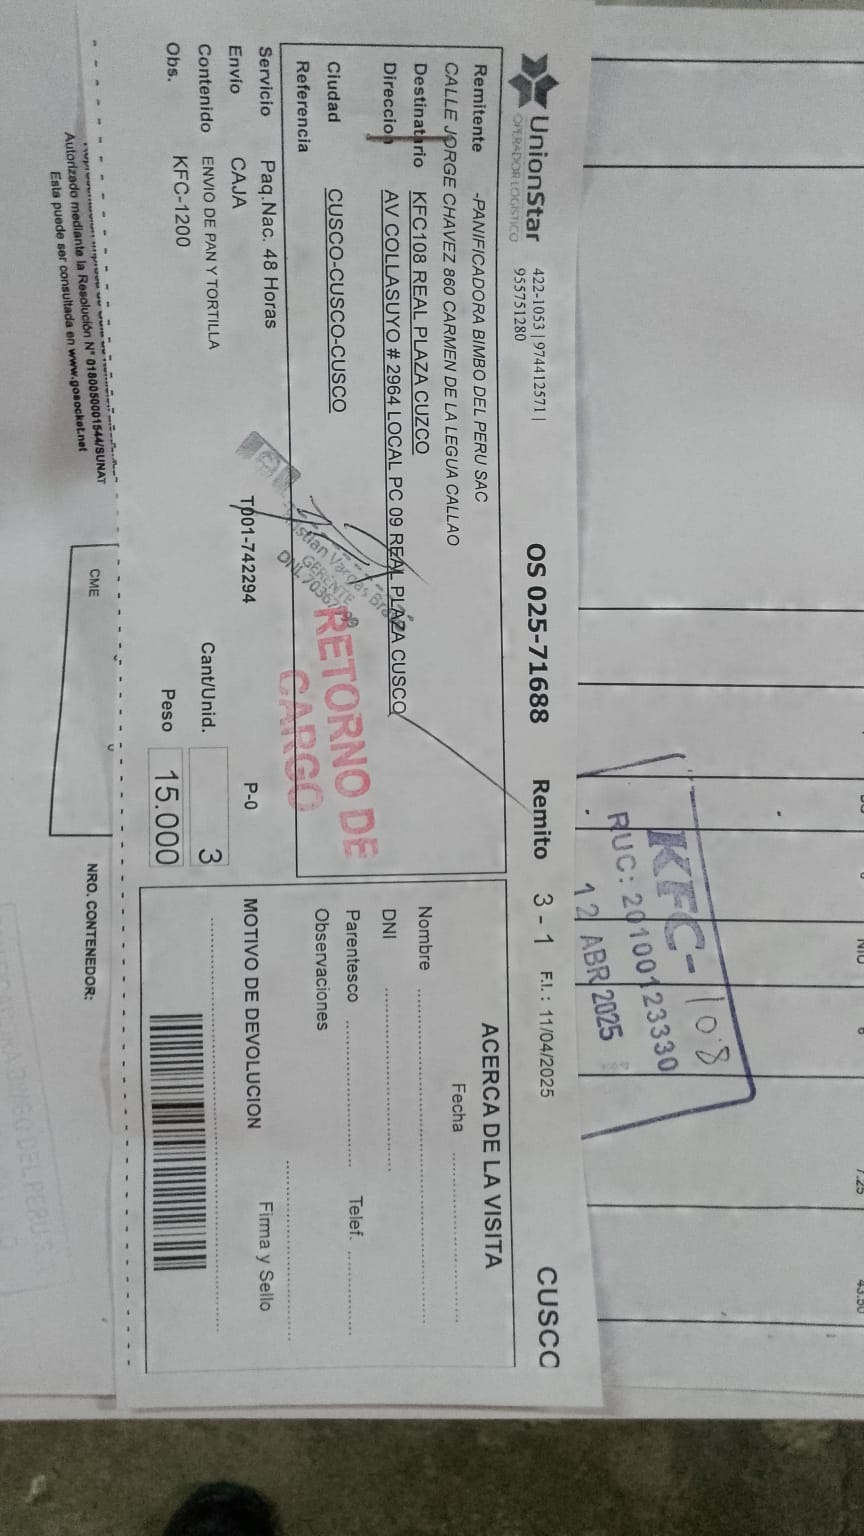 UnionStar
OPERADOR LOGISTICO
422-1053 | 974412571 |
955751280
OS 025-71688
Remito 3 - 1 F.I. : 11/04/2025
CUSCO
Remitente -PANIFICADORA BIMBO DEL PERU SAC
CALLE JORGE CHAVEZ 860 CARMEN DE LA LEGUA CALLAO
Destinatario KFC108 REAL PLAZA CUZCO
Direccion AV COLLASUYO # 2964 LOCAL PC 09 REAL PLAZA CUSCO
Ciudad CUSCO-CUSCO-CUSCO
Referencia
Servicio Paq.Nac. 48 Horas
Envío CAJA T001-742294 P-0
Contenido ENVIO DE PAN Y TORTILLA Cant/Unid. 3
Obs. KFC-1200 Peso 15.000
GERENTE
RETORNO DE
CARGO
ACERCA DE LA VISITA
Fecha
Nombre
DNI
Parentesco Telef.
Observaciones
MOTIVO DE DEVOLUCION Firma y Sello
KFC-108
RUC: 20100123330
12 ABR 2025
Autorizado mediante la Resolución N° 0180050001544/SUNAT
Esta puede ser consultada en www.gosocket.net
CME
NRO. CONTENEDOR:
7.25
43.50